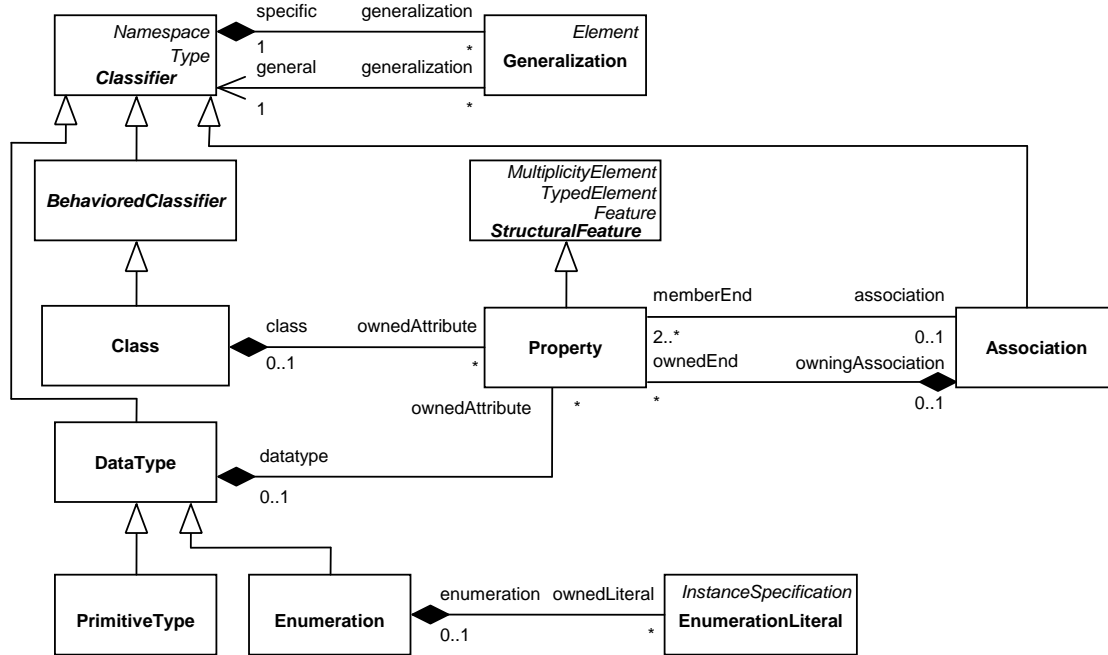 specific generalization
Namespace
Type
Classifier
1 *
Element
Generalization
general generalization
1 *
BehavioredClassifier
MultiplicityElement
TypedElement
Feature
StructuralFeature
memberEnd association
2..* 0..1
Class
class ownedAttribute
0..1 *
Property
Association
ownedEnd owningAssociation
* 0..1
ownedAttribute *
DataType
datatype
0..1
PrimitiveType
Enumeration
enumeration ownedLiteral
0..1 *
InstanceSpecification
EnumerationLiteral